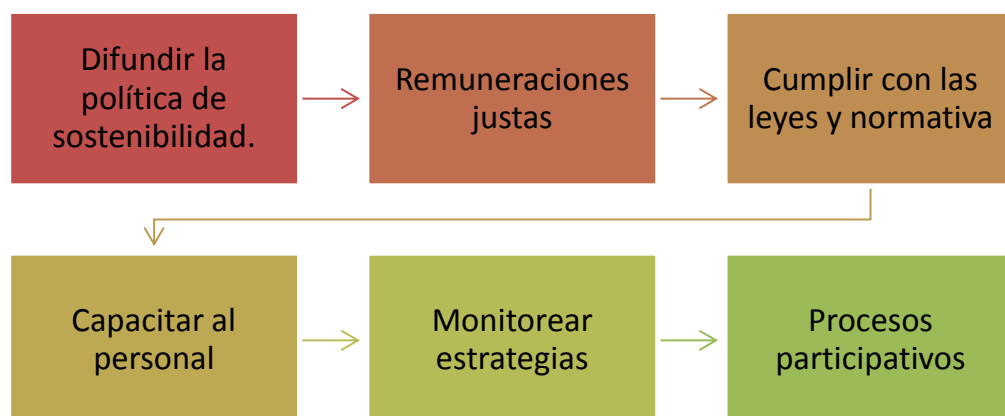 Difundir la
política de
sostenibilidad.
Remuneraciones
justas
Cumplir con las
leyes y normativa
Capacitar al
personal
Monitorear
estrategias
Procesos
participativos